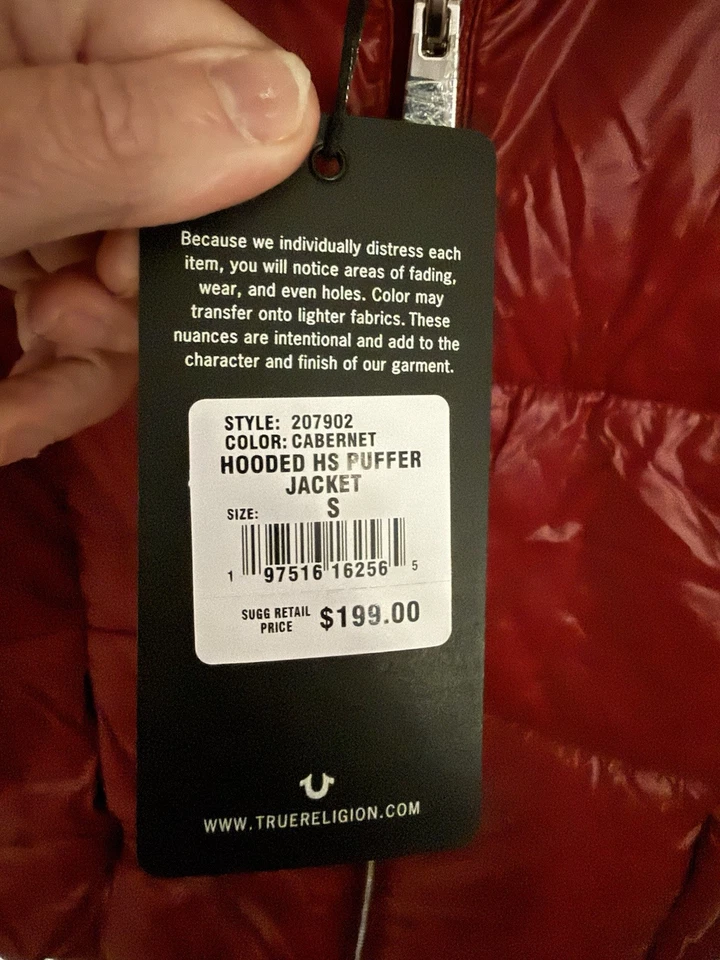 Because we individually distress each
item, you will notice areas of fading,
wear, and even holes. Color may
transfer onto lighter fabrics. These
nuances are intentional and add to the
character and finish of our garment.
STYLE: 207902
COLOR: CABERNET
HOODED HS PUFFER
JACKET
SIZE: S
1 97516 16256 5
SUGG RETAIL
PRICE $199.00
WWW.TRUERELIGION.COM